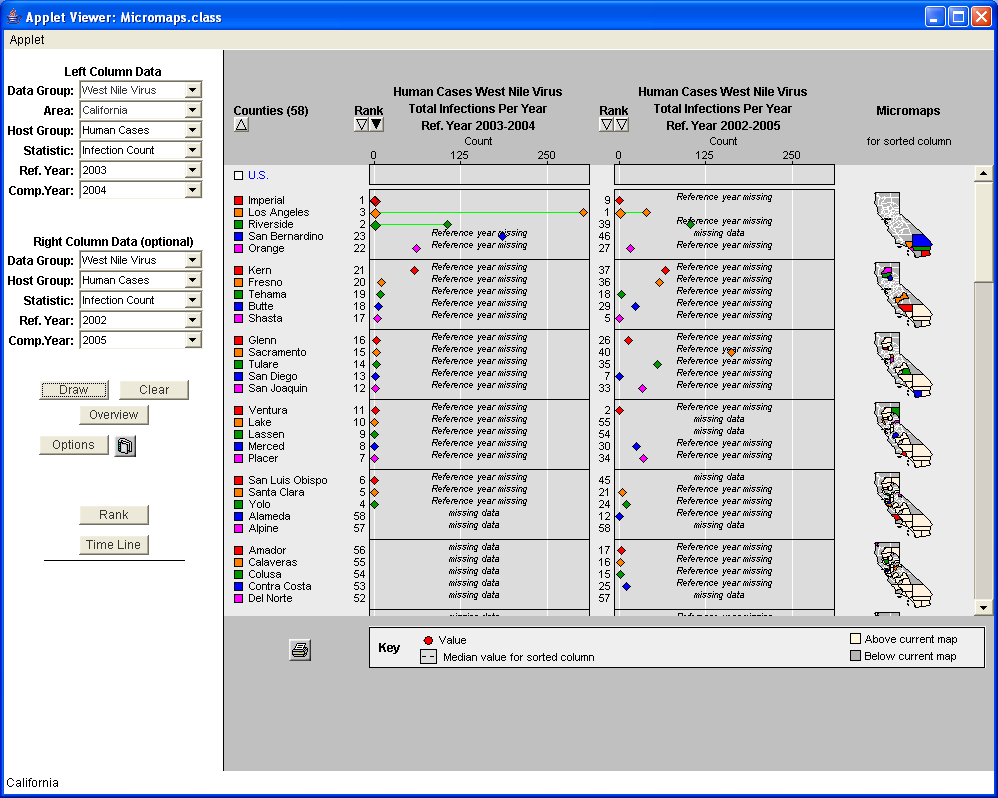 Applet Viewer: Micromaps.class
Applet
Left Column Data
Data Group: West Nile Virus
Area: California
Host Group: Human Cases
Statistic: Infection Count
Ref. Year: 2003
Comp.Year: 2004
Right Column Data (optional)
Data Group: West Nile Virus
Host Group: Human Cases
Statistic: Infection Count
Ref. Year: 2002
Comp.Year: 2005
Draw Clear
Overview
Options
Rank
Time Line
Human Cases West Nile Virus Human Cases West Nile Virus
Counties (58) Rank Total Infections Per Year Rank Total Infections Per Year Micromaps
Ref. Year 2003-2004 Ref. Year 2002-2005
Count Count for sorted column
0 125 250 0 125 250
U.S.
Imperial 1 9 Reference year missing
Los Angeles 3 1
Riverside 2 39 Reference year missing
San Bernardino 23 Reference year missing 46 missing data
Orange 22 Reference year missing 27 Reference year missing
Kern 21 Reference year missing 37 Reference year missing
Fresno 20 Reference year missing 36 Reference year missing
Tehama 19 Reference year missing 18 Reference year missing
Butte 18 Reference year missing 29 Reference year missing
Shasta 17 Reference year missing 5 Reference year missing
Glenn 16 Reference year missing 26 Reference year missing
Sacramento 15 Reference year missing 40 Reference year missing
Tulare 14 Reference year missing 35 Reference year missing
San Diego 13 Reference year missing 7 Reference year missing
San Joaquin 12 Reference year missing 33 Reference year missing
Ventura 11 Reference year missing 2 Reference year missing
Lake 10 Reference year missing 55 missing data
Lassen 9 Reference year missing 54 missing data
Merced 8 Reference year missing 30 Reference year missing
Placer 7 Reference year missing 34 Reference year missing
San Luis Obispo 6 Reference year missing 45 missing data
Santa Clara 5 Reference year missing 21 Reference year missing
Yolo 4 Reference year missing 24 Reference year missing
Alameda 58 missing data 12 Reference year missing
Alpine 57 missing data 58 missing data
Amador 56 missing data 17 Reference year missing
Calaveras 55 missing data 16 Reference year missing
Colusa 54 missing data 15 Reference year missing
Contra Costa 53 missing data 25 Reference year missing
Del Norte 52 missing data 57 missing data
Key Value Above current map
Median value for sorted column Below current map
California